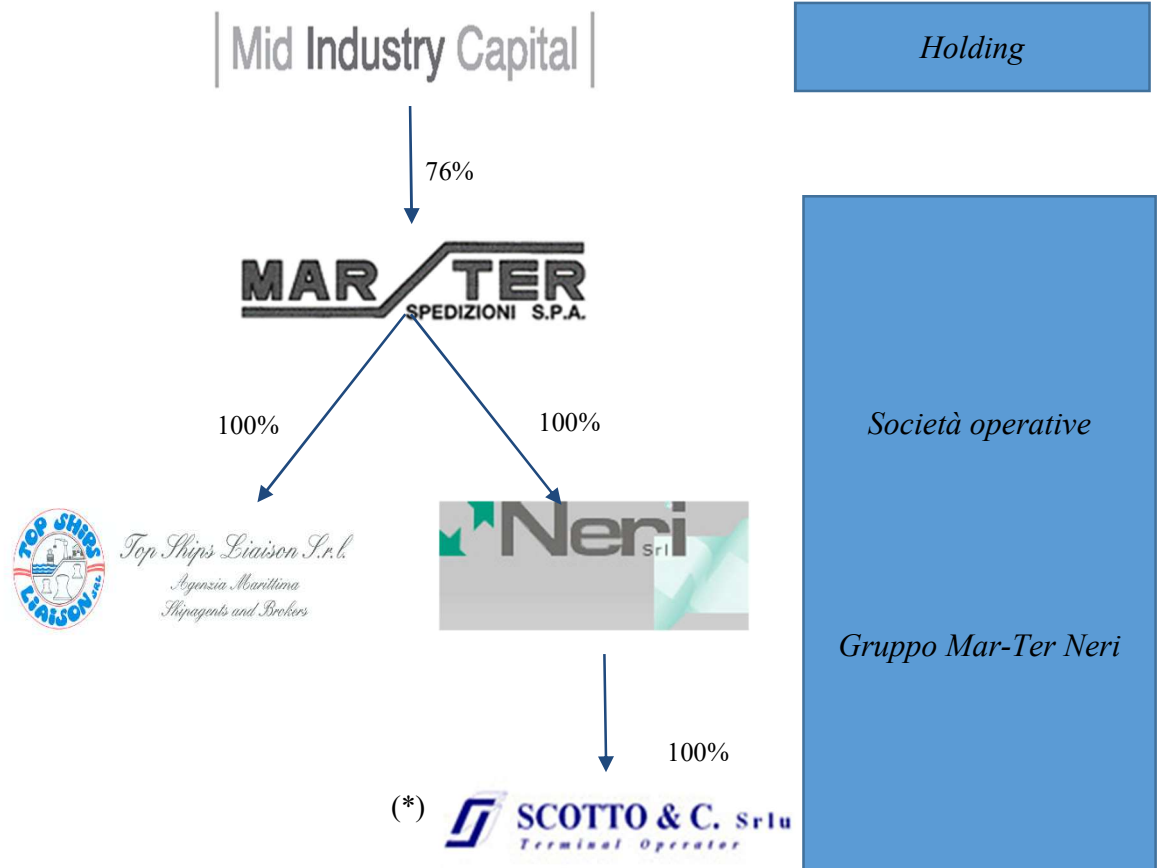 | Mid Industry Capital |
Holding
76%
MAR TER
SPEDIZIONI S.P.A.
100%
100%
Società operative
TOP SHIPS
LIAISON SRL
Top Ships Liaison S.r.l.
Agenzia Marittima
Shipagents and Brokers
Neri
Srl
Gruppo Mar-Ter Neri
100%
(*)
SCOTTO & C. Srlu
Terminal Operator